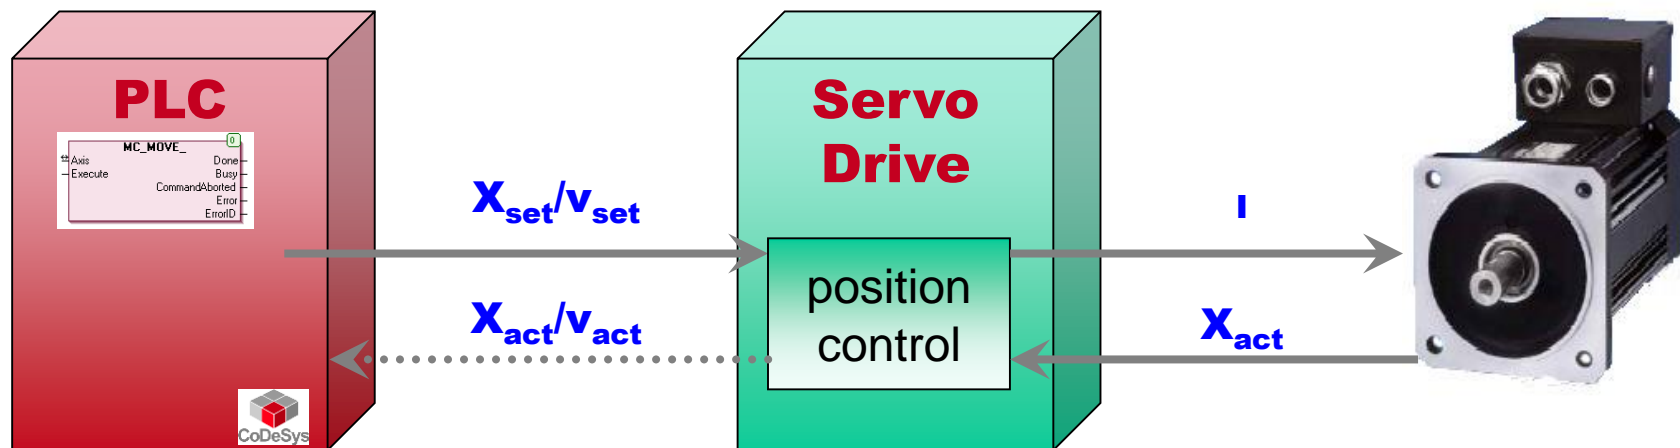 PLC
MC_MOVE_
0
Axis
Done
Execute
Busy
CommandAborted
Error
ErrorID
CoDeSys
Xset/vset
Xact/vact
Servo
Drive
position
control
I
Xact